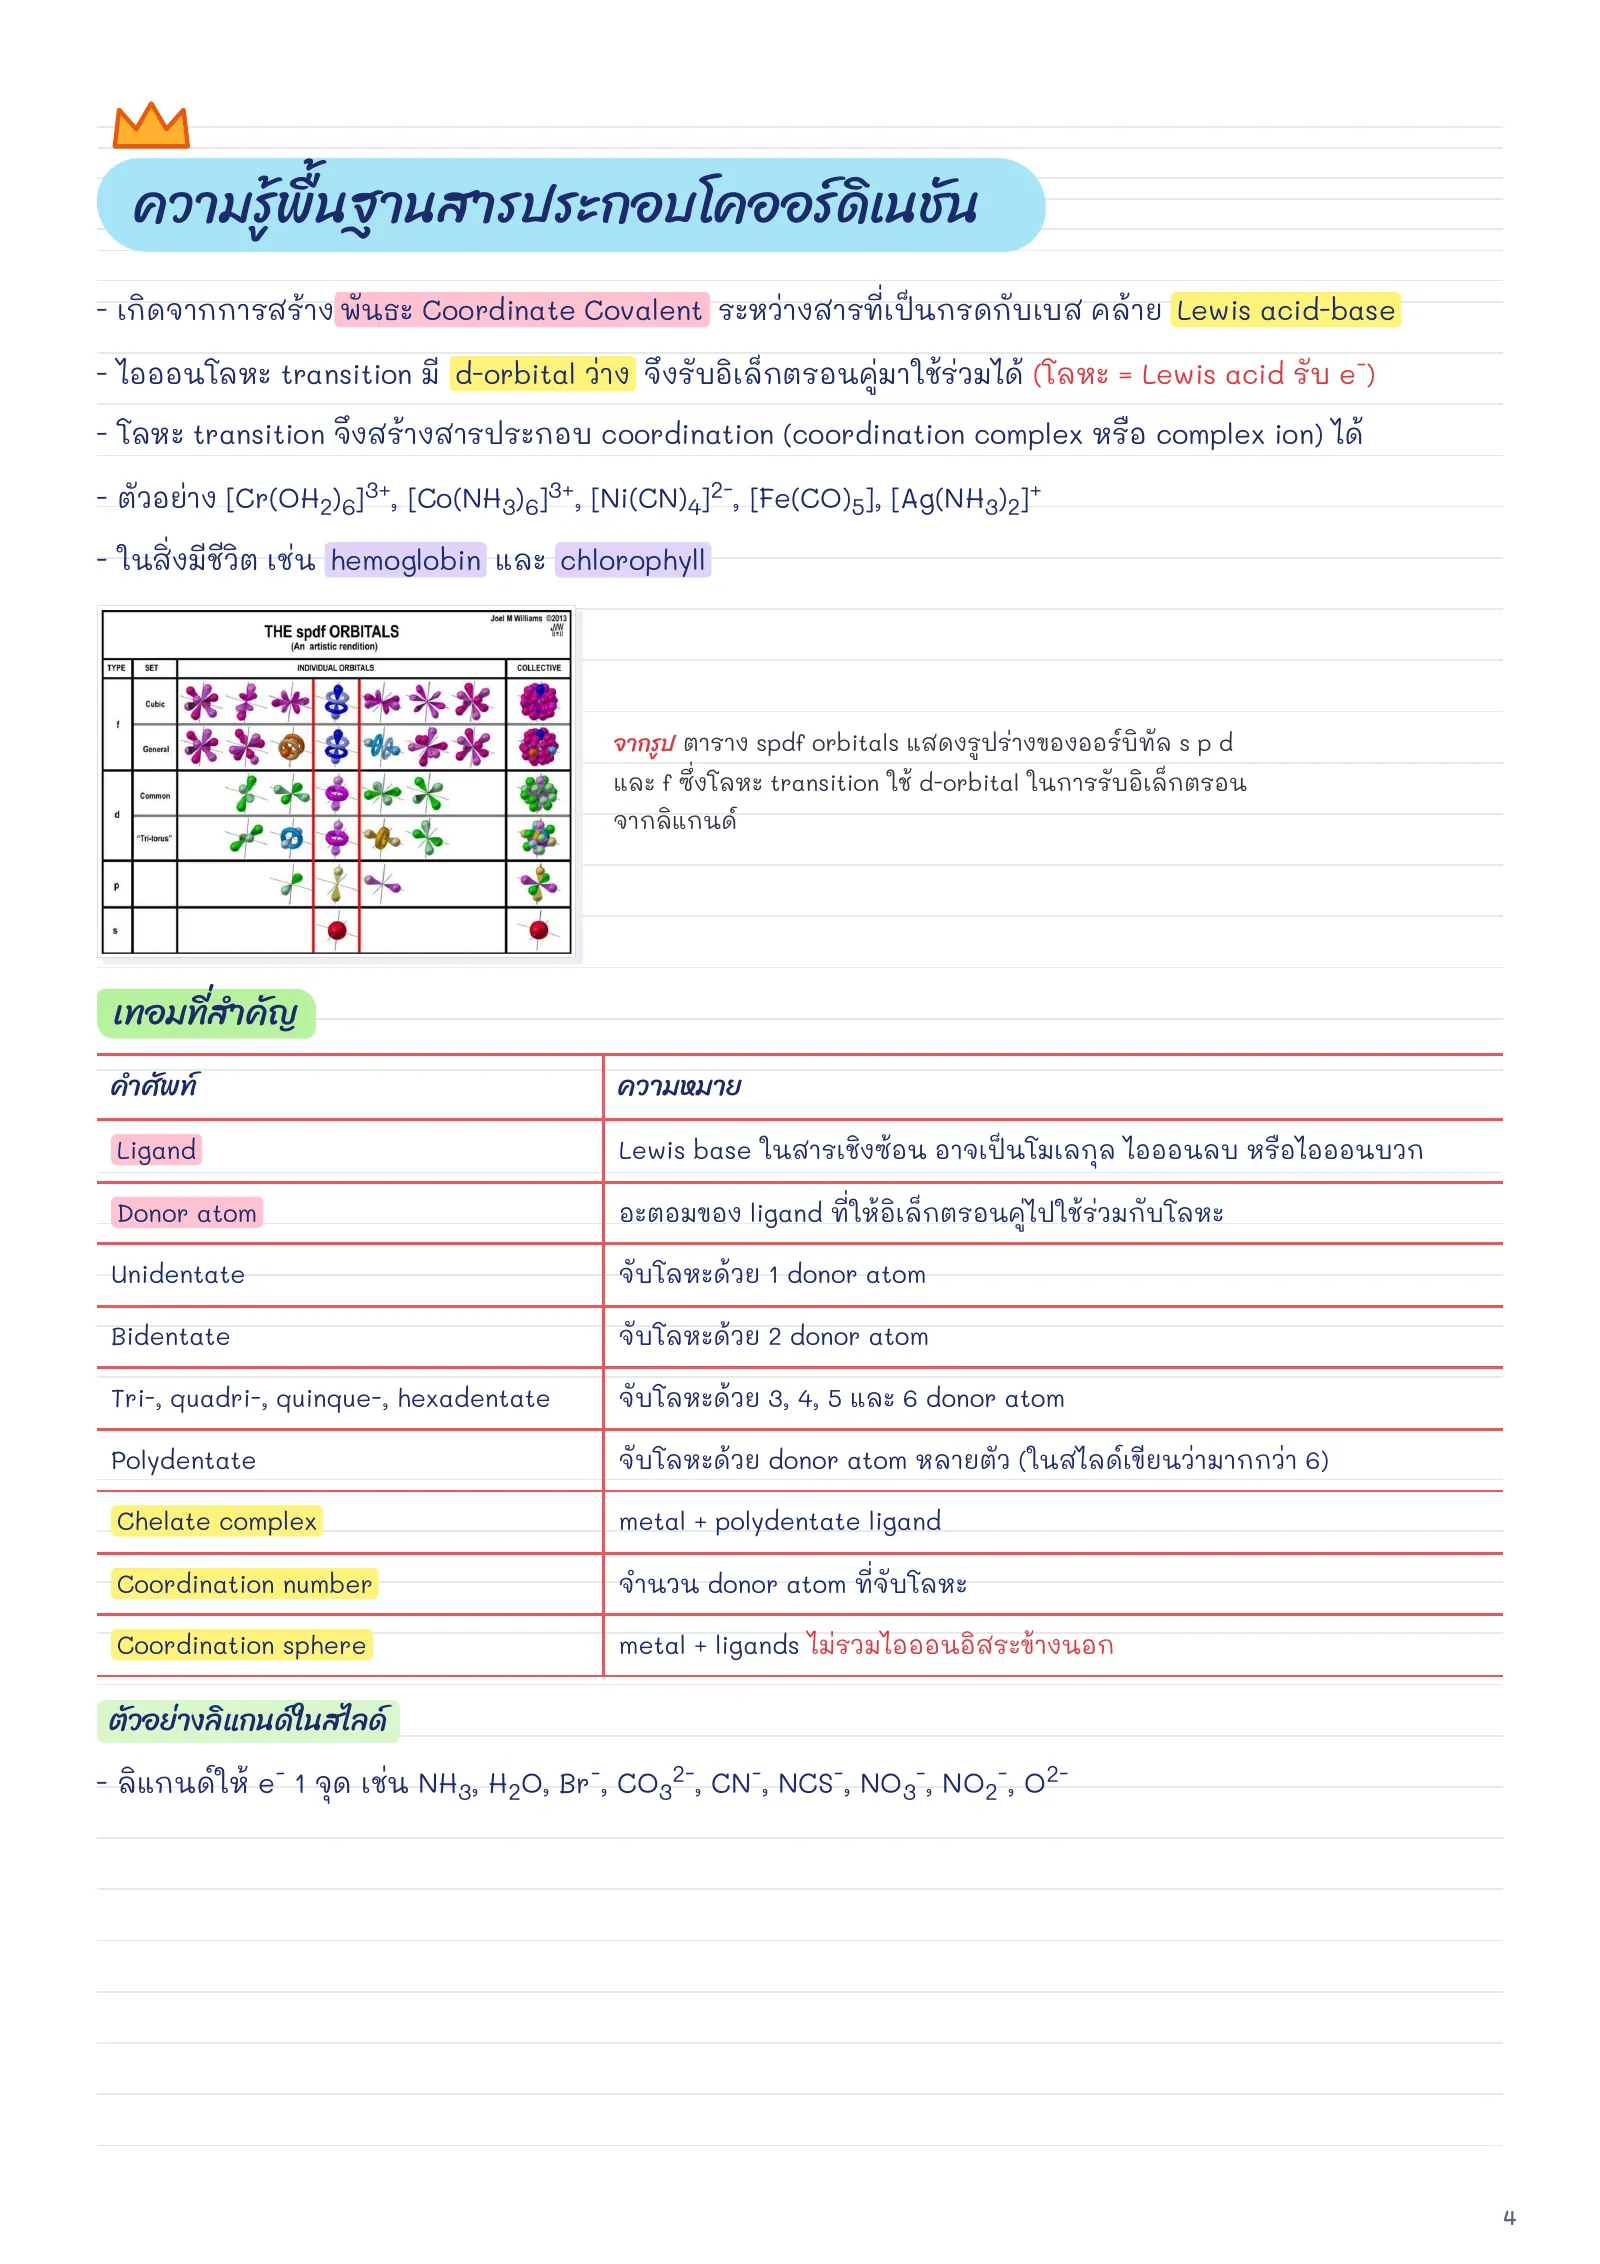 ความรู้พื้นฐานสารประกอบโคออร์ดิเนชัน
- เกิดจากการสร้าง พันธะ Coordinate Covalent ระหว่างสารที่เป็นกรดกับเบส คล้าย Lewis acid-base
- ไอออนโลหะ transition มี d-orbital ว่าง จึงรับอิเล็กตรอนคู่มาใช้ร่วมได้ (โลหะ = Lewis acid รับ e⁻)
- โลหะ transition จึงสร้างสารประกอบ coordination (coordination complex หรือ complex ion) ได้
- ตัวอย่าง [Cr(OH₂)₆]³⁺, [Co(NH₃)₆]³⁺, [Ni(CN)₄]²⁻, [Fe(CO)₅], [Ag(NH₃)₂]⁺
- ในสิ่งมีชีวิต เช่น hemoglobin และ chlorophyll
Joel M Williams ©2013
THE spdf ORBITALS
(An artistic rendition)
TYPE SET INDIVIDUAL ORBITALS COLLECTIVE
f Cubic
General
d Common
"Tri-torus"
p
s
จากรูป ตาราง spdf orbitals แสดงรูปร่างของออร์บิทัล s p d
และ f ซึ่งโลหะ transition ใช้ d-orbital ในการรับอิเล็กตรอน
จากลิแกนด์
เทอมที่สำคัญ
คำศัพท์ ความหมาย
Ligand Lewis base ในสารเชิงซ้อน อาจเป็นโมเลกุล ไอออนลบ หรือไอออนบวก
Donor atom อะตอมของ ligand ที่ให้อิเล็กตรอนคู่ไปใช้ร่วมกับโลหะ
Unidentate จับโลหะด้วย 1 donor atom
Bidentate จับโลหะด้วย 2 donor atom
Tri-, quadri-, quinque-, hexadentate จับโลหะด้วย 3, 4, 5 และ 6 donor atom
Polydentate จับโลหะด้วย donor atom หลายตัว (ในสไลด์เขียนว่ามากกว่า 6)
Chelate complex metal + polydentate ligand
Coordination number จำนวน donor atom ที่จับโลหะ
Coordination sphere metal + ligands ไม่รวมไอออนอิสระข้างนอก
ตัวอย่างลิแกนด์ในสไลด์
- ลิแกนด์ให้ e⁻ 1 จุด เช่น NH₃, H₂O, Br⁻, CO₃²⁻, CN⁻, NCS⁻, NO₃⁻, NO₂⁻, O²⁻
4